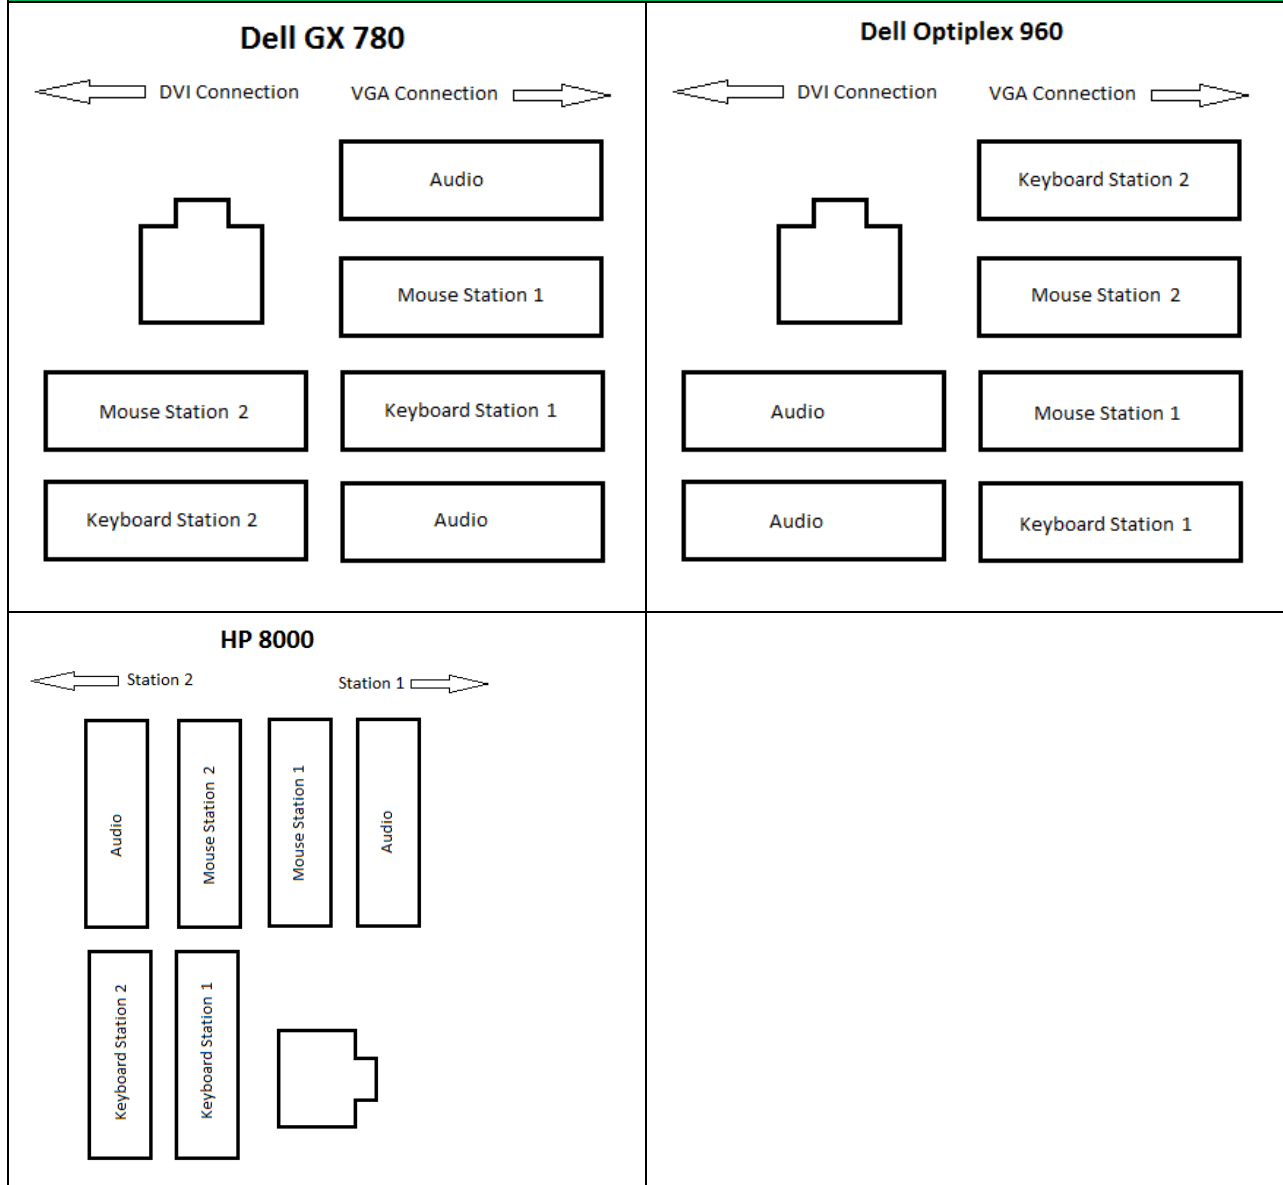 Dell GX 780
DVI Connection VGA Connection
Audio
Mouse Station 1
Mouse Station 2 Keyboard Station 1
Keyboard Station 2 Audio
Dell Optiplex 960
DVI Connection VGA Connection
Keyboard Station 2
Mouse Station 2
Audio Mouse Station 1
Audio Keyboard Station 1
HP 8000
Station 2 Station 1
Audio
Mouse Station 2
Mouse Station 1
Audio
Keyboard Station 2
Keyboard Station 1